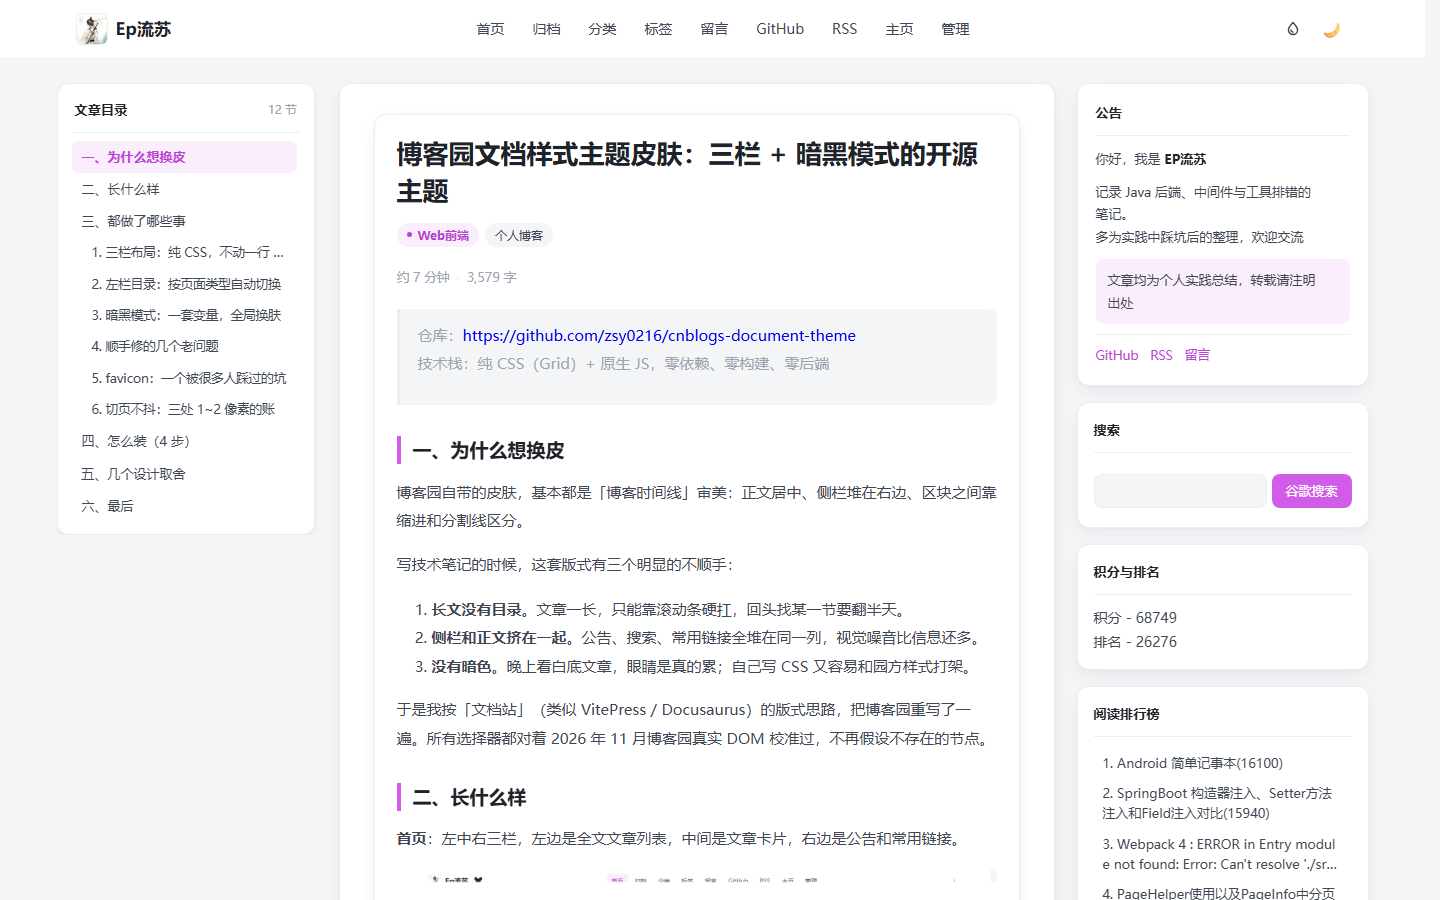 Ep流苏
首页 归档 分类 标签 留言 GitHub RSS 主页 管理
文章目录 12 节
一、为什么想换皮
二、长什么样
三、都做了哪些事
1. 三栏布局：纯 CSS，不动一行 ...
2. 左栏目录：按页面类型自动切换
3. 暗黑模式：一套变量，全局换肤
4. 顺手修的几个老问题
5. favicon：一个被很多人踩过的坑
6. 切页不抖：三处 1~2 像素的账
四、怎么装（4 步）
五、几个设计取舍
六、最后
博客园文档样式主题皮肤：三栏 + 暗黑模式的开源
主题
Web前端 个人博客
约 7 分钟 · 3,579 字
仓库：https://github.com/zsy0216/cnblogs-document-theme
技术栈：纯 CSS（Grid）+ 原生 JS，零依赖、零构建、零后端
一、为什么想换皮
博客园自带的皮肤，基本都是「博客时间线」审美：正文居中、侧栏堆在右边、区块之间靠
缩进和分割线区分。
写技术笔记的时候，这套版式有三个明显的不顺手：
1. 长文没有目录。文章一长，只能靠滚动条硬扛，回头找某一节要翻半天。
2. 侧栏和正文挤在一起。公告、搜索、常用链接全堆在同一列，视觉噪音比信息还多。
3. 没有暗色。晚上看白底文章，眼睛是真的累；自己写 CSS 又容易和园方样式打架。
于是我按「文档站」（类似 VitePress / Docusaurus）的版式思路，把博客园重写了一
遍。所有选择器都对着 2026 年 11 月博客园真实 DOM 校准过，不再假设不存在的节点。
二、长什么样
首页：左中右三栏，左边是全文文章列表，中间是文章卡片，右边是公告和常用链接。
Ep流苏
首页 归档 分类 标签 留言 GitHub RSS 主页 管理
公告
你好，我是 EP流苏
记录 Java 后端、中间件与工具排错的
笔记。
多为实践中踩坑后的整理，欢迎交流
文章均为个人实践总结，转载请注明
出处
GitHub RSS 留言
搜索
谷歌搜索
积分与排名
积分 - 68749
排名 - 26276
阅读排行榜
1. Android 简单记事本(16100)
2. SpringBoot 构造器注入、Setter方法
注入和Field注入对比(15940)
3. Webpack 4 : ERROR in Entry modul
e not found: Error: Can't resolve './sr...
4. PageHelper使用以及PageInfo中分页